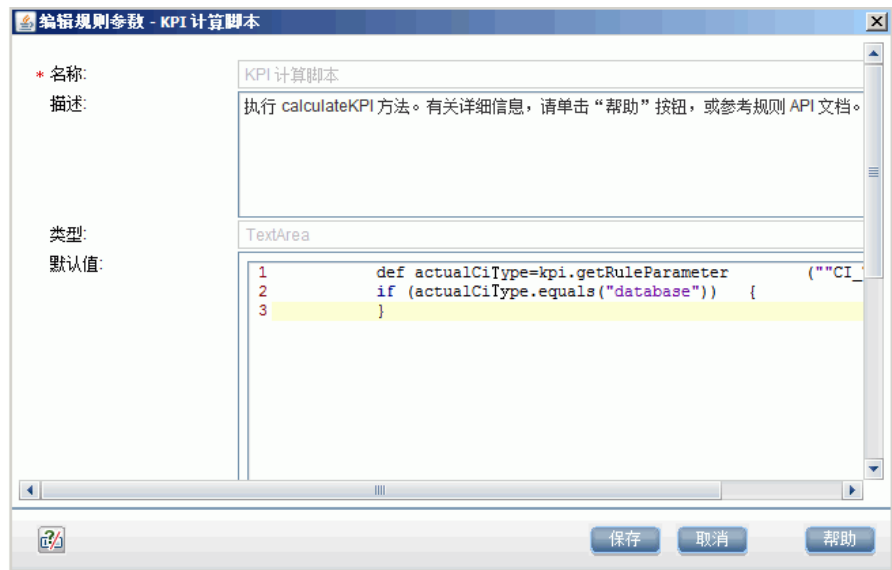 编辑规则参数 - KPI 计算脚本
* 名称:
KPI 计算脚本
描述:
执行 calculateKPI 方法。有关详细信息，请单击“帮助”按钮，或参考规则 API 文档。
类型:
TextArea
默认值:
1 def actualCiType=kpi.getRuleParameter (""CI_
2 if (actualCiType.equals("database")) {
3 }
保存
取消
帮助